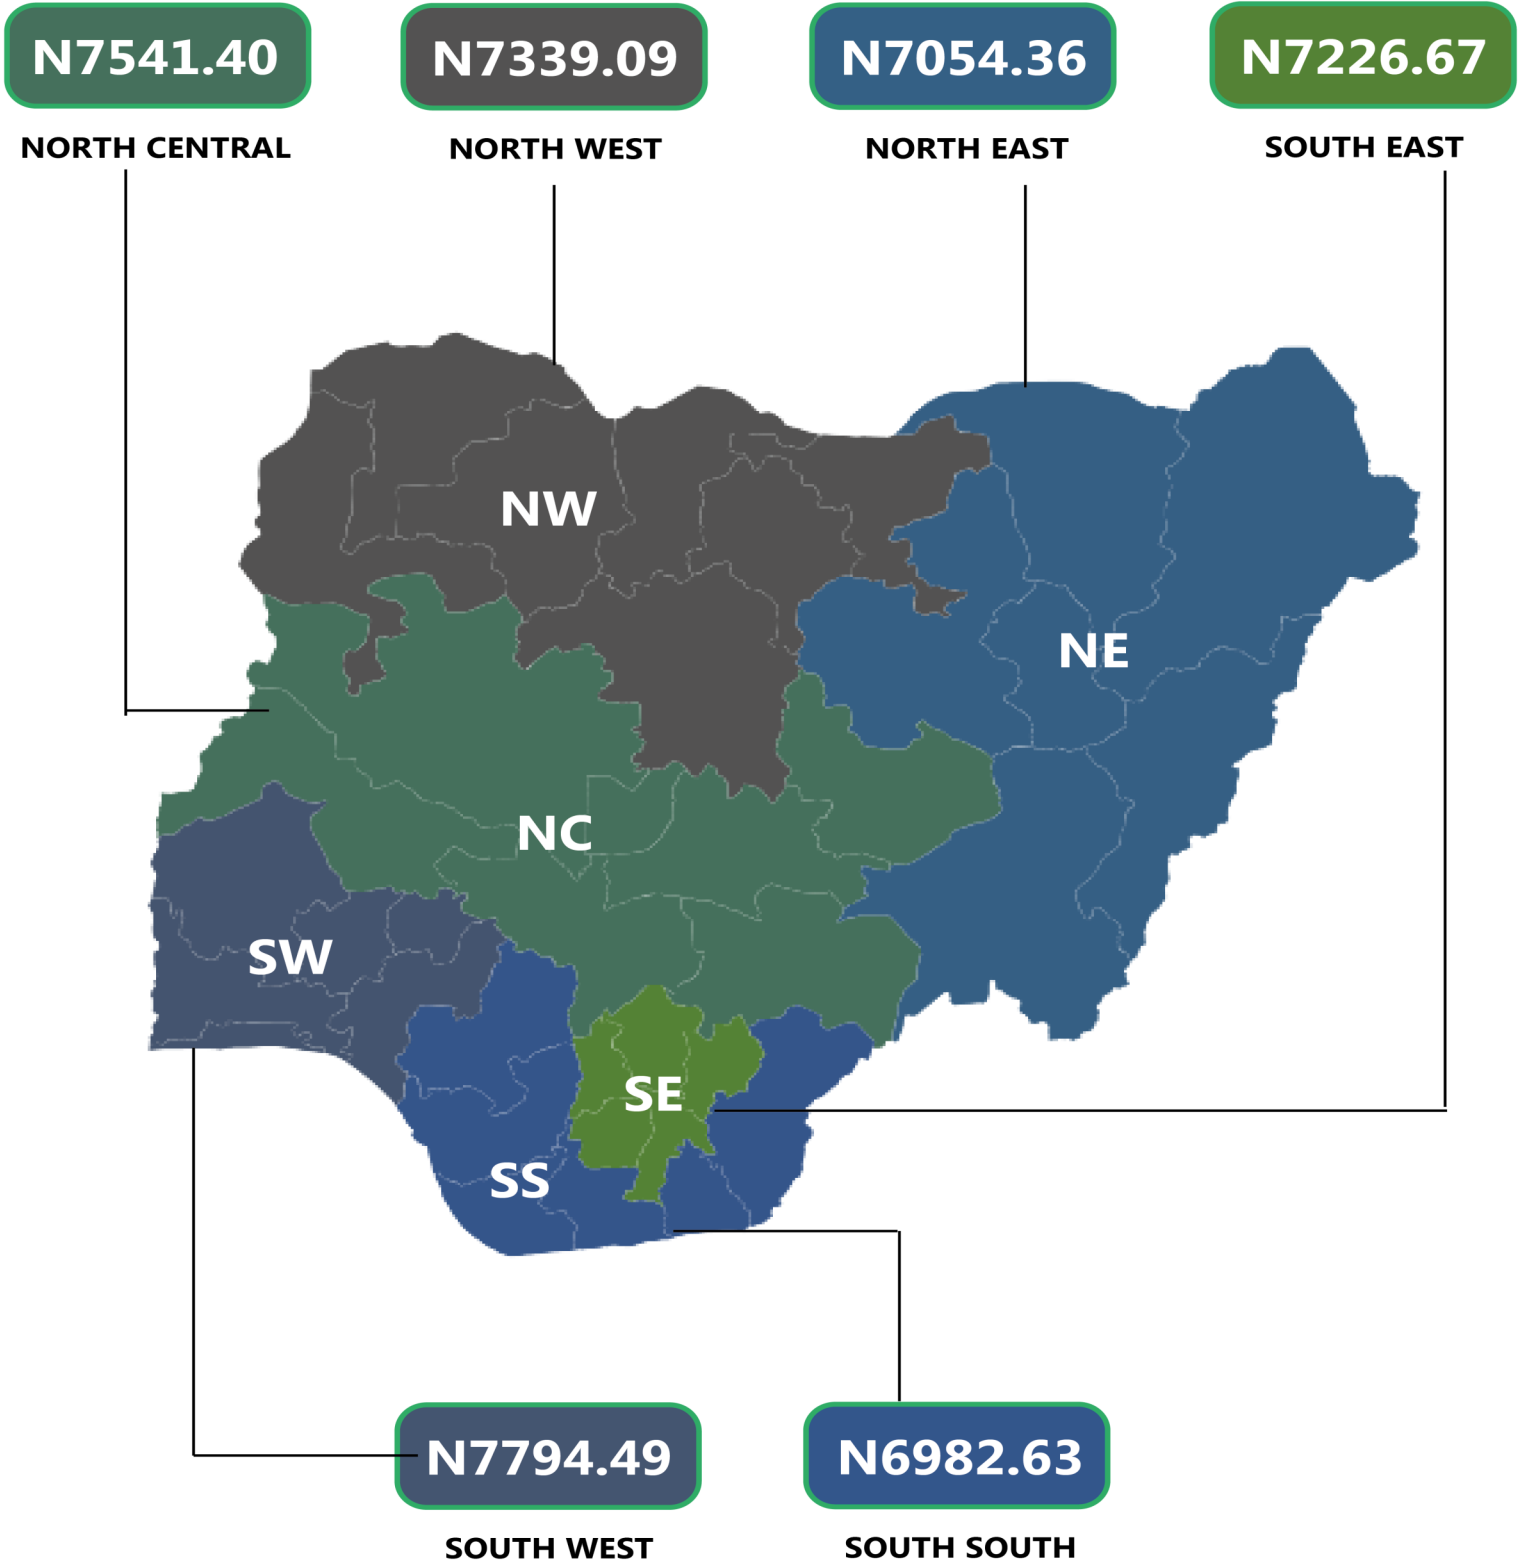 N7541.40
NORTH CENTRAL
N7339.09
NORTH WEST
N7054.36
NORTH EAST
N7226.67
SOUTH EAST
NW
NE
NC
SW
SE
SS
N7794.49
SOUTH WEST
N6982.63
SOUTH SOUTH